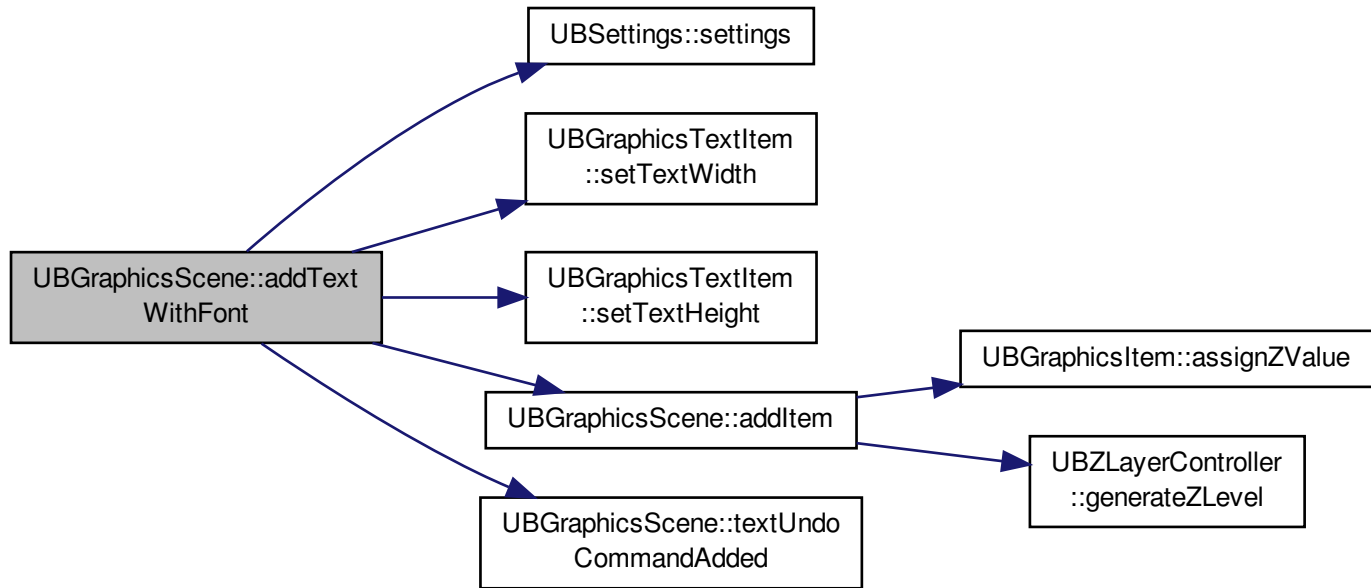 UBSettings::settings
UBGraphicsTextItem
::setTextWidth
UBGraphicsScene::addText
WithFont
UBGraphicsTextItem
::setTextHeight
UBGraphicsScene::addItem
UBGraphicsItem::assignZValue
UBZLayerController
::generateZLevel
UBGraphicsScene::textUndo
CommandAdded